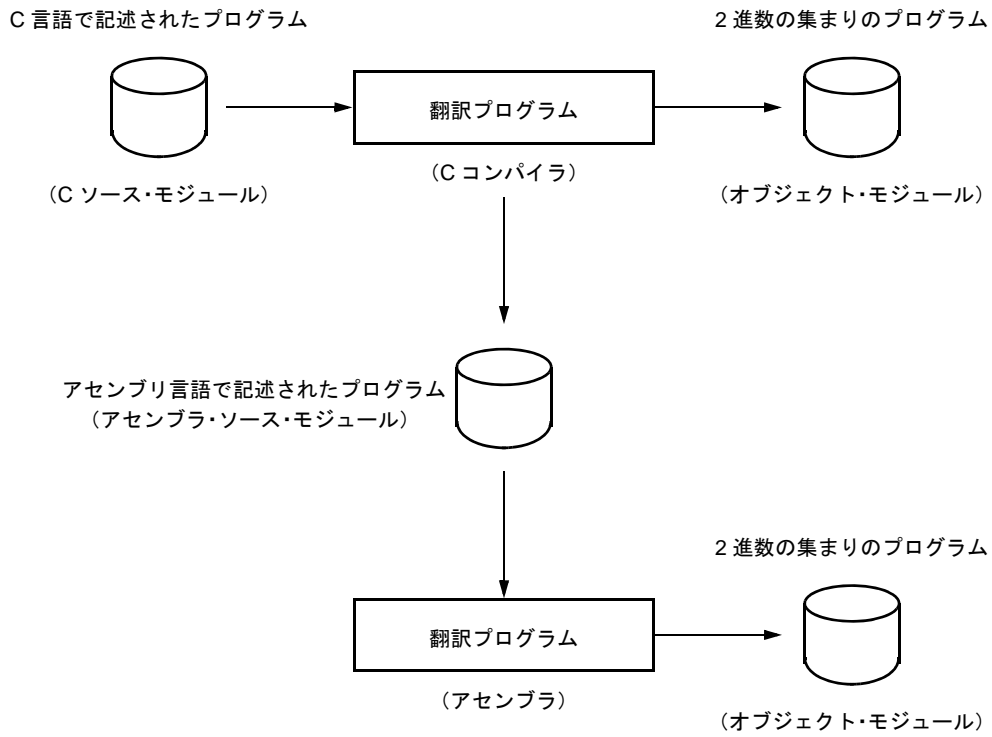 C 言語で記述されたプログラム
2 進数の集まりのプログラム
翻訳プログラム
(C コンパイラ)
(C ソース・モジュール)
(オブジェクト・モジュール)
アセンブリ言語で記述されたプログラム
(アセンブラ・ソース・モジュール)
2 進数の集まりのプログラム
翻訳プログラム
(アセンブラ)
(オブジェクト・モジュール)